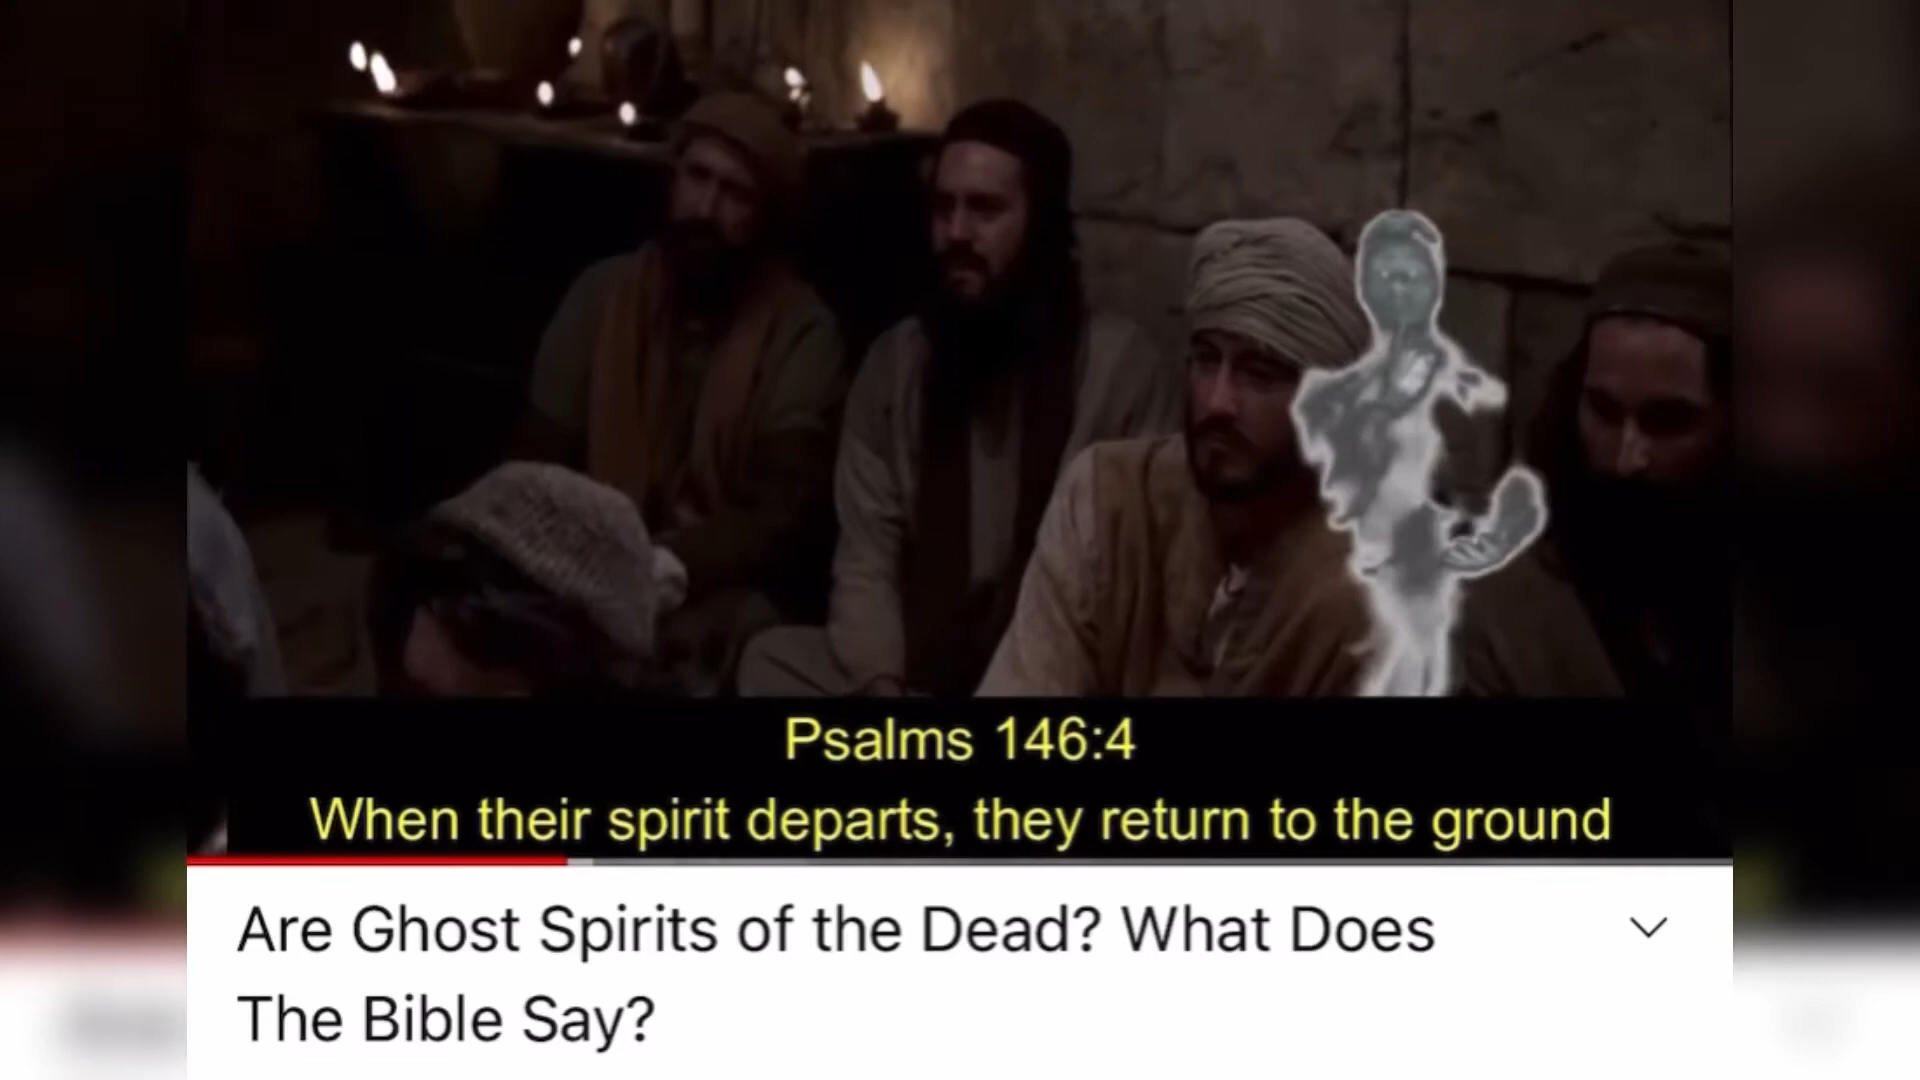 Psalms 146:4
When their spirit departs, they return to the ground
Are Ghost Spirits of the Dead? What Does
The Bible Say?